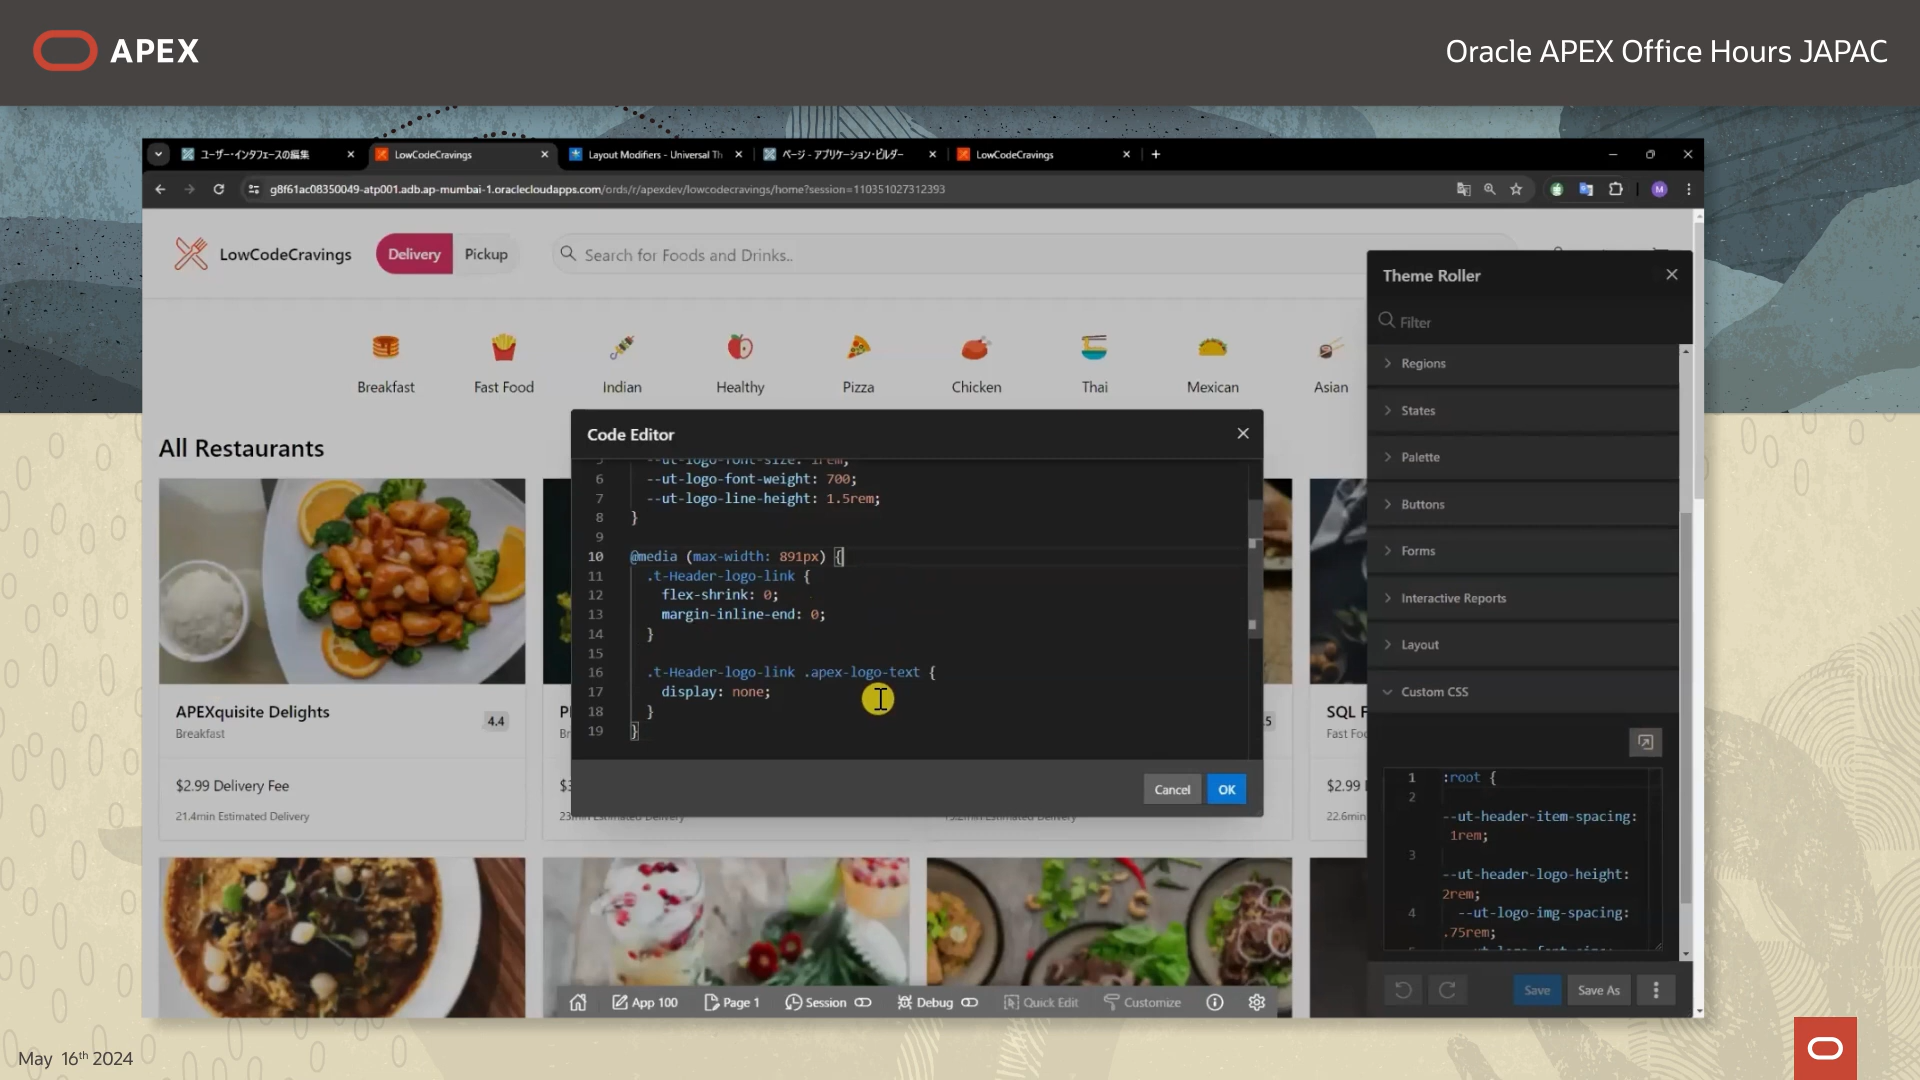 APEX
Oracle APEX Office Hours JAPAC
ユーザー・インタフェースの編集
LowCodeCravings
Layout Modifiers - Universal Th
ページ - アプリケーション・ビルダー
LowCodeCravings
g8f61ac08350049-atp001.adb.ap-mumbai-1.oraclecloudapps.com/ords/r/apexdev/lowcodecravings/home?session=110351027312393
M
LowCodeCravings
Delivery
Pickup
Search for Foods and Drinks..
Breakfast
Fast Food
Indian
Healthy
Pizza
Chicken
Thai
Mexican
Asian
All Restaurants
APEXquisite Delights
4.4
Breakfast
$2.99 Delivery Fee
21.4min Estimated Delivery
Code Editor
5 --ut-logo-font-size: 1rem;
6 --ut-logo-font-weight: 700;
7 --ut-logo-line-height: 1.5rem;
8 }
9
10 @media (max-width: 891px) {
11 .t-Header-logo-link {
12 flex-shrink: 0;
13 margin-inline-end: 0;
14 }
15
16 .t-Header-logo-link .apex-logo-text {
17 display: none;
18 }
19 }
Cancel
OK
SQL F
Fast Foo
$2.99
22.6min
Theme Roller
Filter
Regions
States
Palette
Buttons
Forms
Interactive Reports
Layout
Custom CSS
1 :root {
2
--ut-header-item-spacing:
1rem;
3
--ut-header-logo-height:
2rem;
4 --ut-logo-img-spacing:
.75rem;
Save
Save As
App 100
Page 1
Session
Debug
Quick Edit
Customize
May 16th 2024